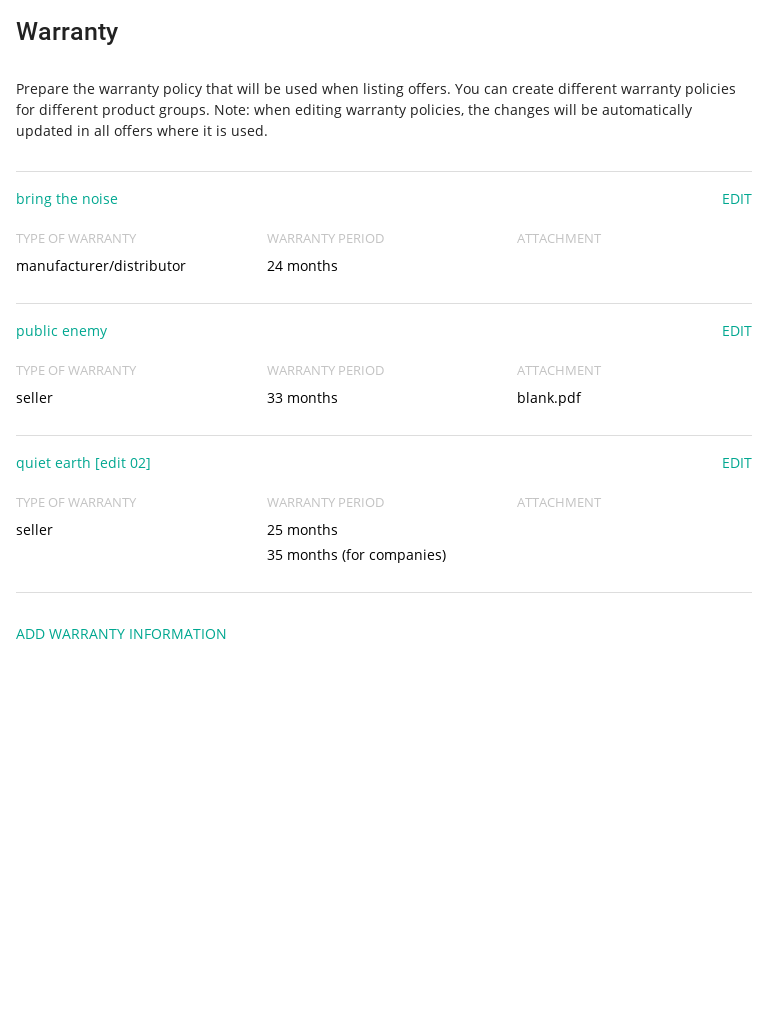 Warranty
Prepare the warranty policy that will be used when listing offers. You can create different warranty policies
for different product groups. Note: when editing warranty policies, the changes will be automatically
updated in all offers where it is used.
bring the noise EDIT
TYPE OF WARRANTY WARRANTY PERIOD ATTACHMENT
manufacturer/distributor 24 months
public enemy EDIT
TYPE OF WARRANTY WARRANTY PERIOD ATTACHMENT
seller 33 months blank.pdf
quiet earth [edit 02] EDIT
TYPE OF WARRANTY WARRANTY PERIOD ATTACHMENT
seller 25 months
35 months (for companies)
ADD WARRANTY INFORMATION